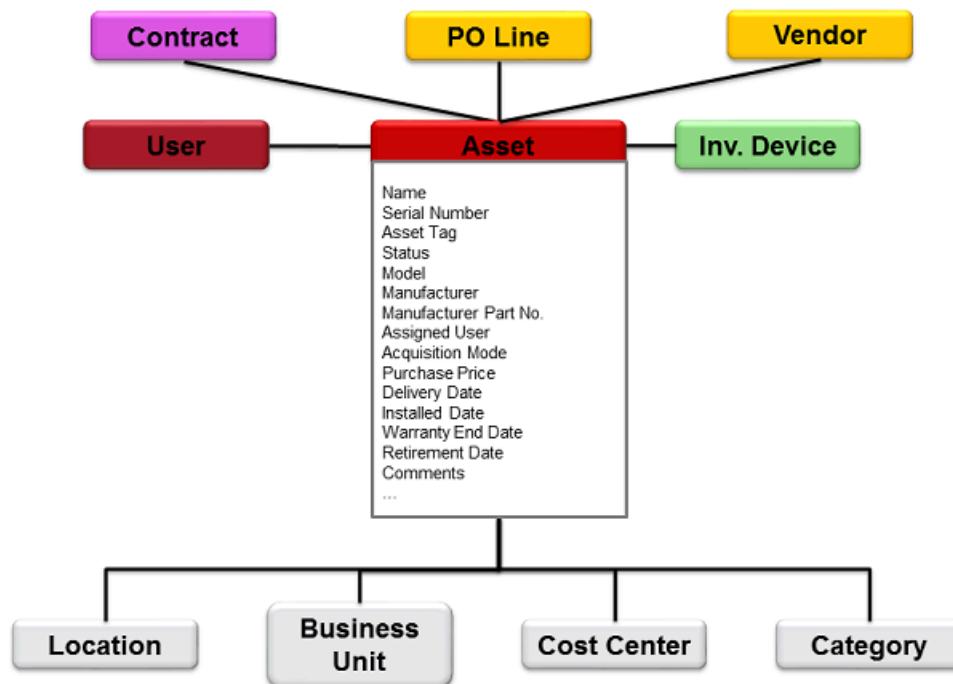 Contract
PO Line
Vendor
User
Asset
Inv. Device
Name
Serial Number
Asset Tag
Status
Model
Manufacturer
Manufacturer Part No.
Assigned User
Acquisition Mode
Purchase Price
Delivery Date
Installed Date
Warranty End Date
Retirement Date
Comments
...
Location
Business
Unit
Cost Center
Category